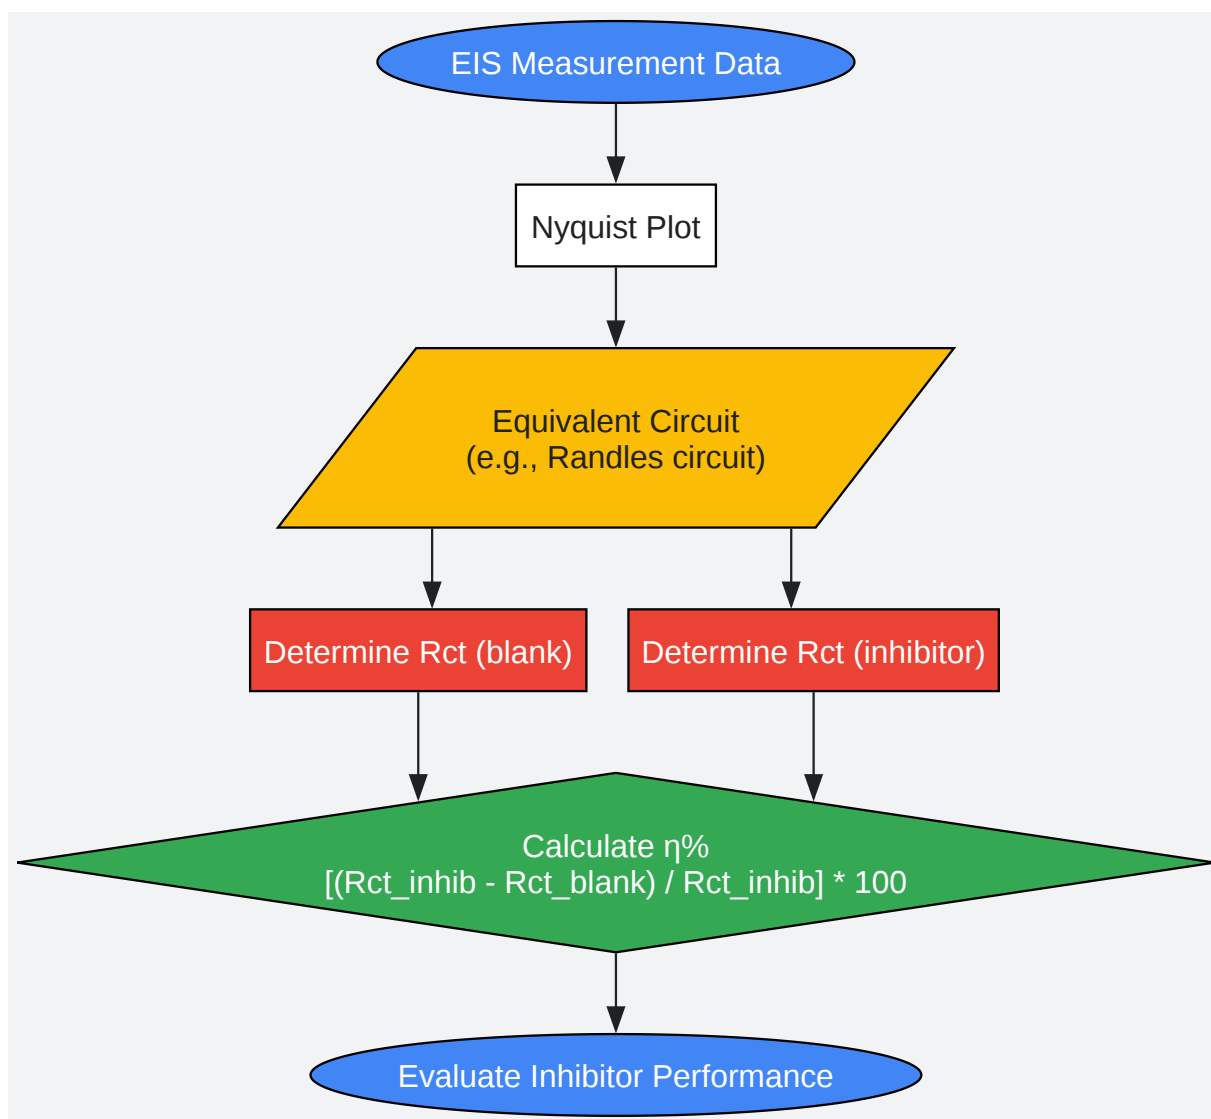 EIS Measurement Data
Nyquist Plot
Equivalent Circuit
(e.g., Randles circuit)
Determine Rct (blank)
Determine Rct (inhibitor)
Calculate η%
[(Rct_inhib - Rct_blank) / Rct_inhib] * 100
Evaluate Inhibitor Performance